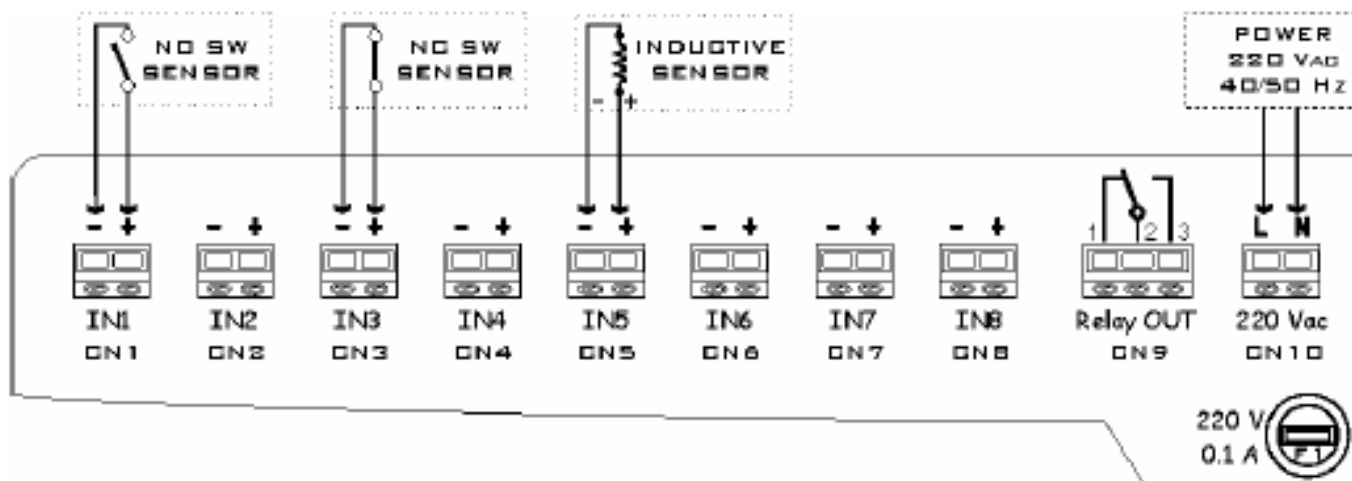 NO SW
SENSOR
NC SW
SENSOR
INDUCTIVE
SENSOR
- +
POWER
220 VAC
40/50 HZ
- + - + - + - + - + - + - + - + 1 2 3 L N
IN1 IN2 IN3 IN4 IN5 IN6 IN7 IN8 Relay OUT 220 Vac
CN1 CN2 CN3 CN4 CN5 CN6 CN7 CN8 CN9 CN10
220 V
0.1 A
F1